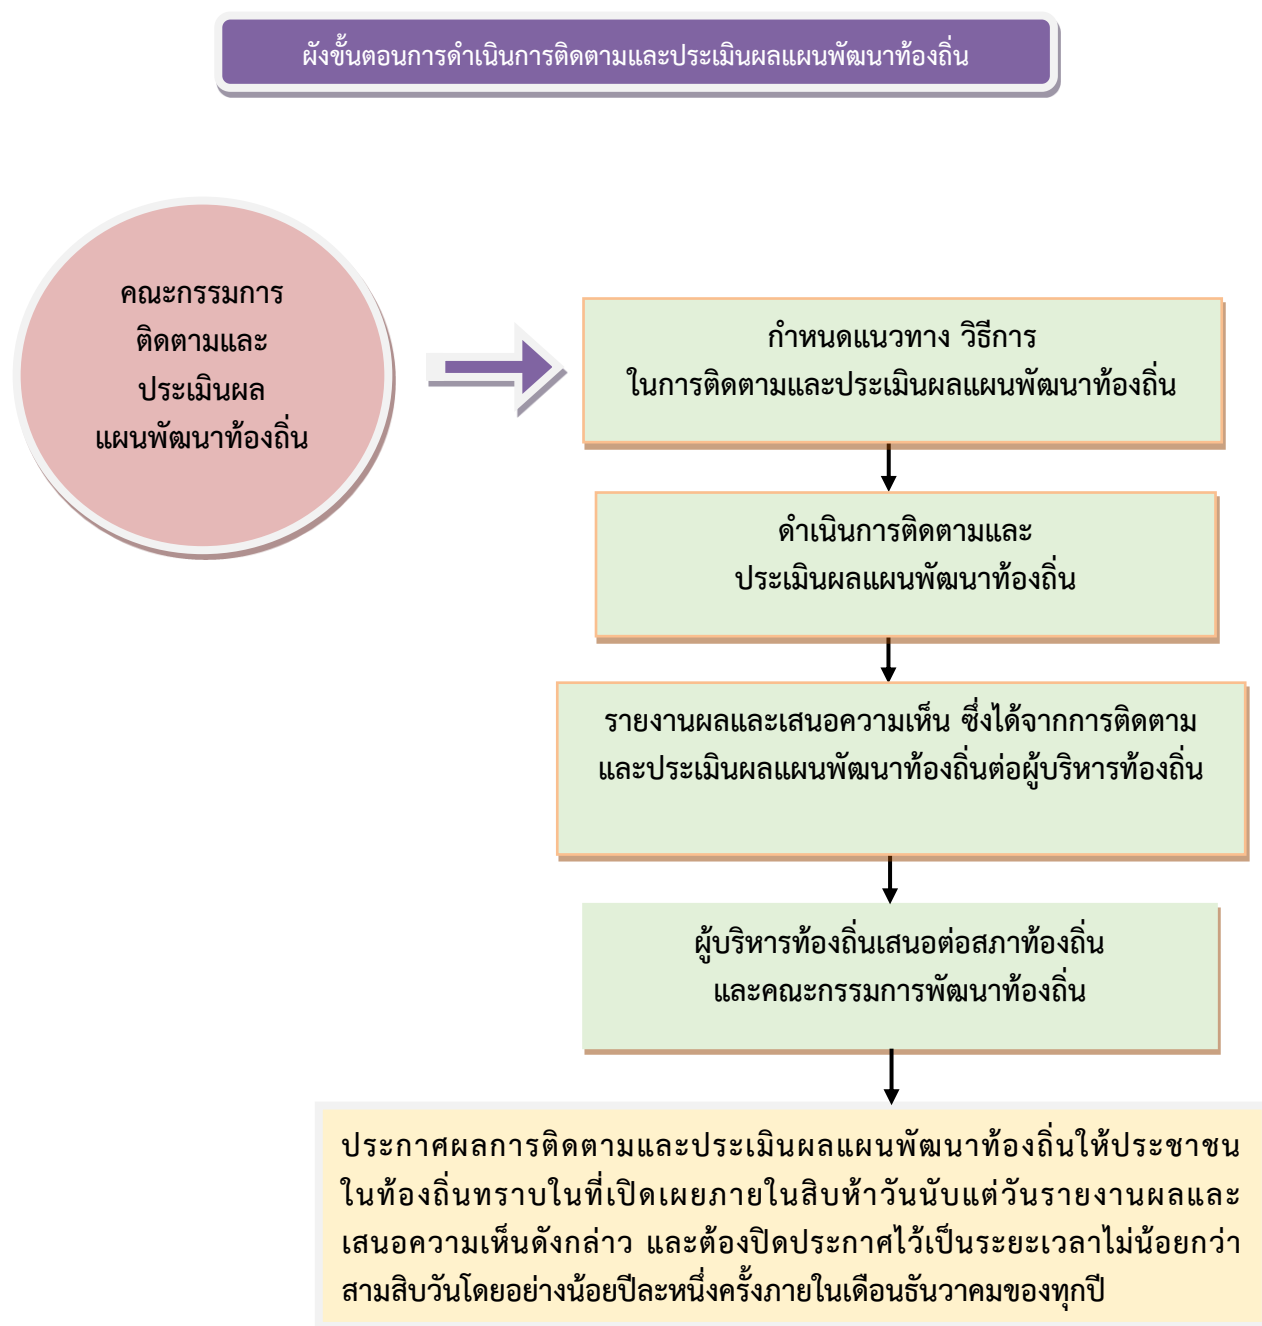 ผังขั้นตอนการดำเนินการติดตามและประเมินผลแผนพัฒนาท้องถิ่น
คณะกรรมการ
ติดตามและ
ประเมินผล
แผนพัฒนาท้องถิ่น
กำหนดแนวทาง วิธีการ
ในการติดตามและประเมินผลแผนพัฒนาท้องถิ่น
ดำเนินการติดตามและ
ประเมินผลแผนพัฒนาท้องถิ่น
รายงานผลและเสนอความเห็น ซึ่งได้จากการติดตาม
และประเมินผลแผนพัฒนาท้องถิ่นต่อผู้บริหารท้องถิ่น
ผู้บริหารท้องถิ่นเสนอต่อสภาท้องถิ่น
และคณะกรรมการพัฒนาท้องถิ่น
ประกาศผลการติดตามและประเมินผลแผนพัฒนาท้องถิ่นให้ประชาชน
ในท้องถิ่นทราบในที่เปิดเผยภายในสิบห้าวันนับแต่วันรายงานผลและ
เสนอความเห็นดังกล่าว และต้องปิดประกาศไว้เป็นระยะเวลาไม่น้อยกว่า
สามสิบวันโดยอย่างน้อยปีละหนึ่งครั้งภายในเดือนธันวาคมของทุกปี